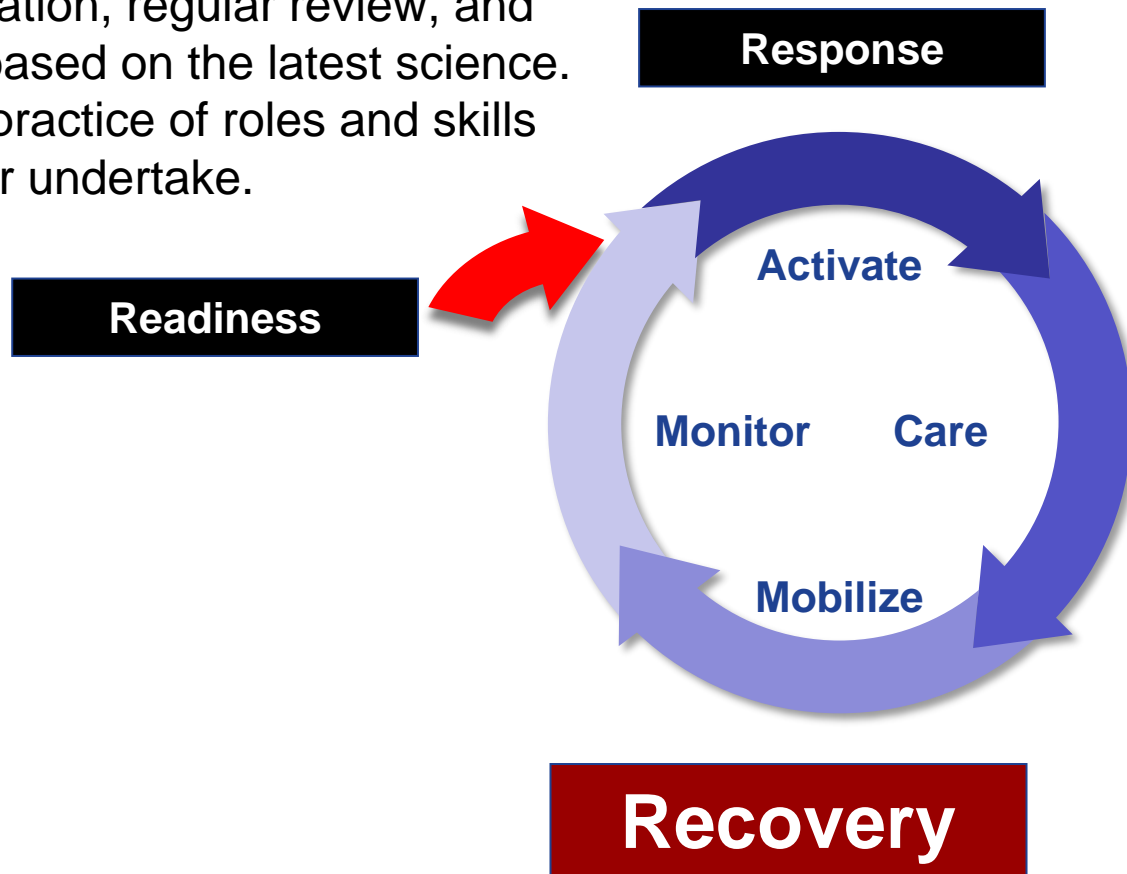 ation, regular review, and
based on the latest science.
practice of roles and skills
r undertake.
Response
Readiness
Activate
Monitor Care
Mobilize
Recovery